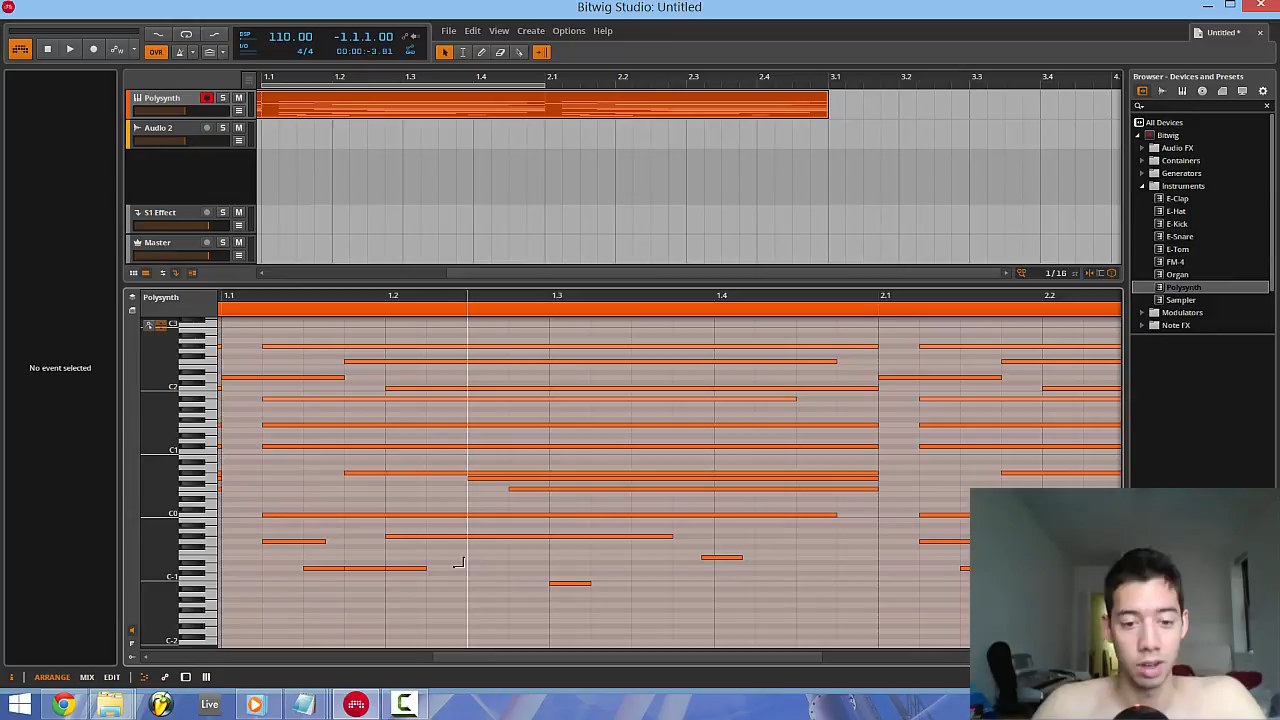 Bitwig Studio: Untitled
DSP
I/O
110.00
4/4
-1.1.1.00
00:00:-3.81
File Edit View Create Options Help
Untitled *
OVR
1.1 1.2 1.3 1.4 2.1 2.2 2.3 2.4 3.1 3.2 3.3 3.4 4.
Browser - Devices and Presets
Polysynth S M
Audio 2 S M
S1 Effect S M
Master S M
1/16
All Devices
Bitwig
Audio FX
Containers
Generators
Instruments
E-Clap
E-Hat
E-Kick
E-Snare
E-Tom
FM-4
Organ
Polysynth
Sampler
Modulators
Note FX
No event selected
Polysynth
1.1 1.2 1.3 1.4 2.1 2.2
C3
C2
C1
C0
C-1
C-2
F
i ARRANGE MIX EDIT
Live